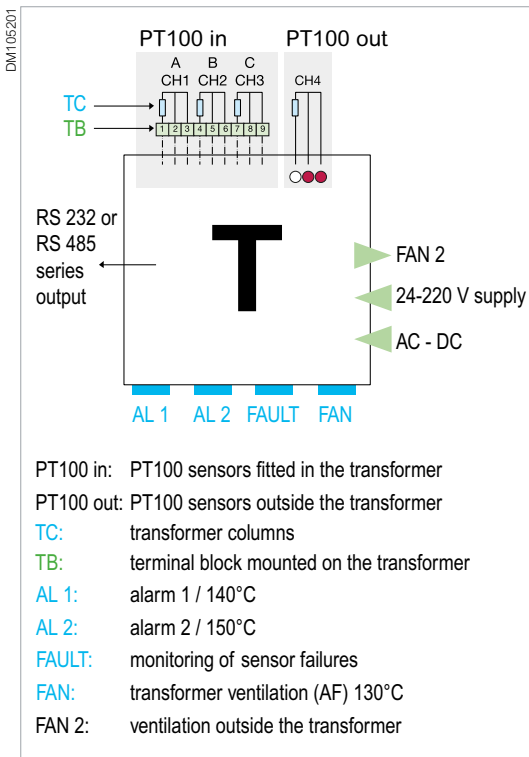 DM105201
PT100 in PT100 out
A B C
CH1 CH2 CH3 CH4
TC
TB
1 2 3 4 5 6 7 8 9
RS 232 or
RS 485
series
output
T
FAN 2
24-220 V supply
AC - DC
AL 1 AL 2 FAULT FAN
PT100 in: PT100 sensors fitted in the transformer
PT100 out: PT100 sensors outside the transformer
TC: transformer columns
TB: terminal block mounted on the transformer
AL 1: alarm 1 / 140°C
AL 2: alarm 2 / 150°C
FAULT: monitoring of sensor failures
FAN: transformer ventilation (AF) 130°C
FAN 2: ventilation outside the transformer